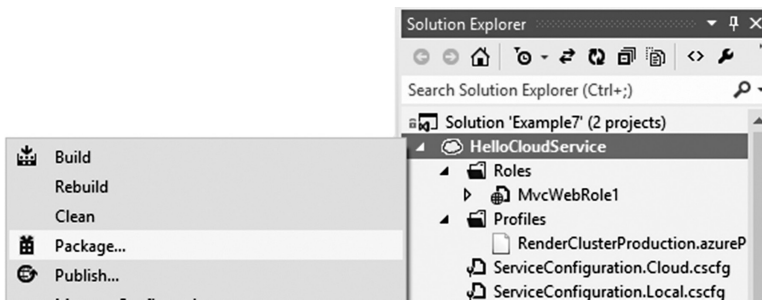 Solution Explorer
Search Solution Explorer (Ctrl+;)
Solution 'Example7' (2 projects)
HelloCloudService
Roles
MvcWebRole1
Profiles
RenderClusterProduction.azureP
ServiceConfiguration.Cloud.cscfg
ServiceConfiguration.Local.cscfg
Build
Rebuild
Clean
Package...
Publish...